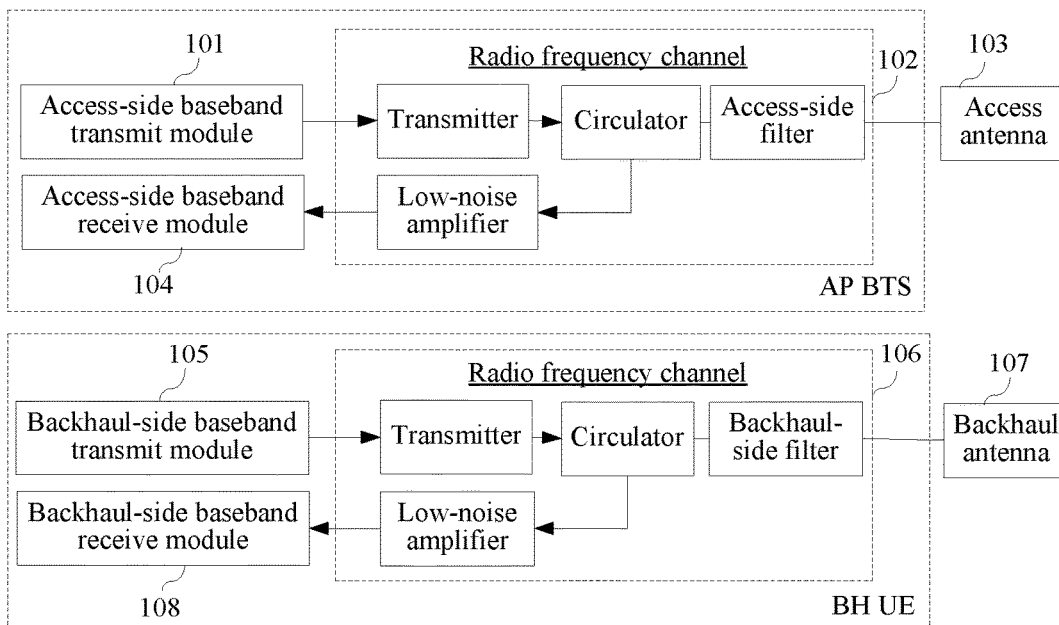 101
Radio frequency channel
102
103
Access-side baseband
transmit module
Transmitter
Circulator
Access-side
filter
Access
antenna
Access-side baseband
receive module
Low-noise
amplifier
104
AP BTS
105
Radio frequency channel
106
107
Backhaul-side baseband
transmit module
Transmitter
Circulator
Backhaul-
side filter
Backhaul
antenna
Backhaul-side baseband
receive module
Low-noise
amplifier
108
BH UE